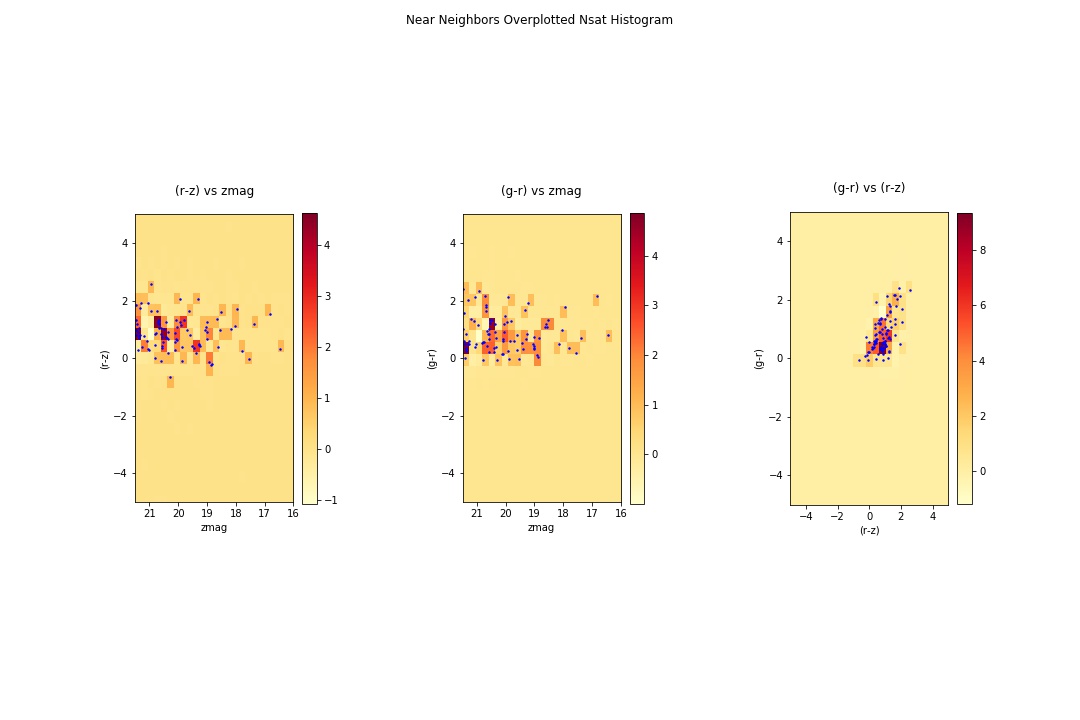 Near Neighbors Overplotted Nsat Histogram
(r-z) vs zmag
4
2
0
−2
−4
(r-z)
21 20 19 18 17 16
zmag
4
3
2
1
0
−1
(g-r) vs zmag
4
2
0
−2
−4
(g-r)
21 20 19 18 17 16
zmag
4
3
2
1
0
(g-r) vs (r-z)
4
2
0
−2
−4
(g-r)
−4 −2 0 2 4
(r-z)
8
6
4
2
0